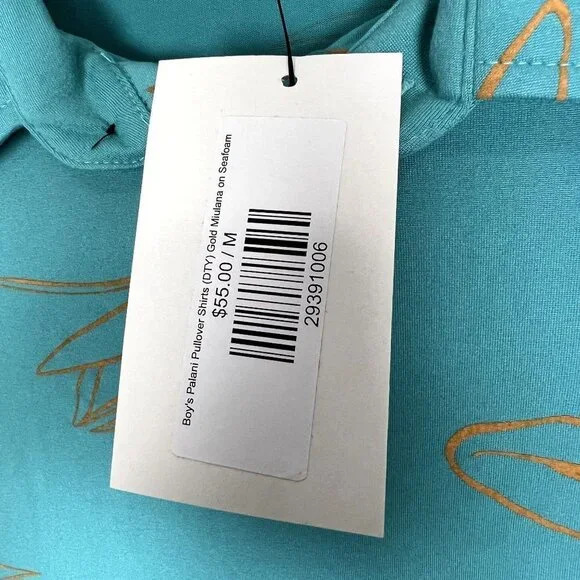 Boy's Palani Pullover Shirts (DTY) Gold Miulana on Seafoam
$55.00 / M
29391006